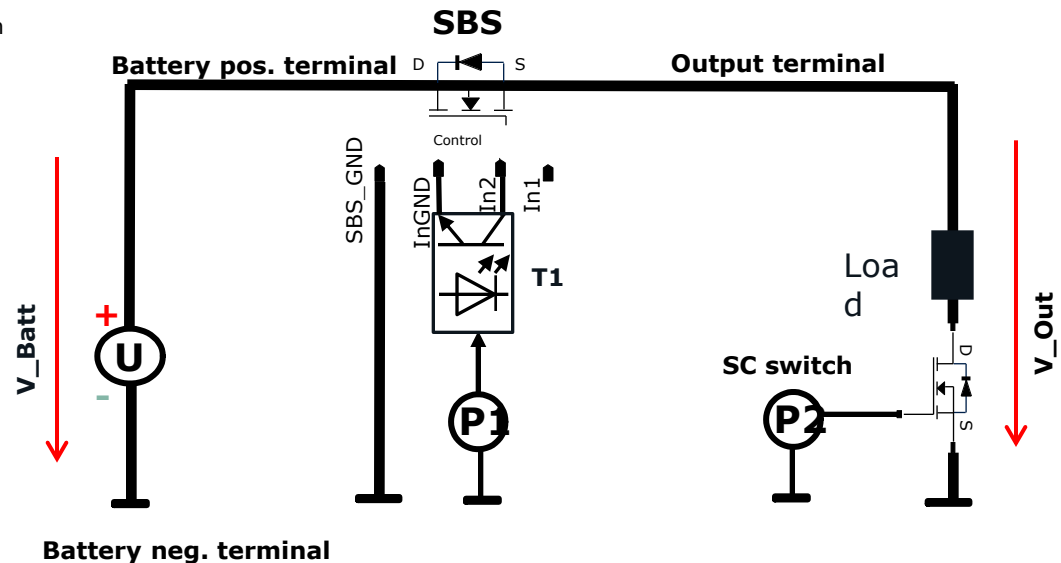 n
SBS
Battery pos. terminal
D
S
Output terminal
Control
SBS_GND
InGND
In2
In1
T1
Loa
d
V_Batt
+
U
-
V_Out
SC switch
D
S
P1
P2
Battery neg. terminal